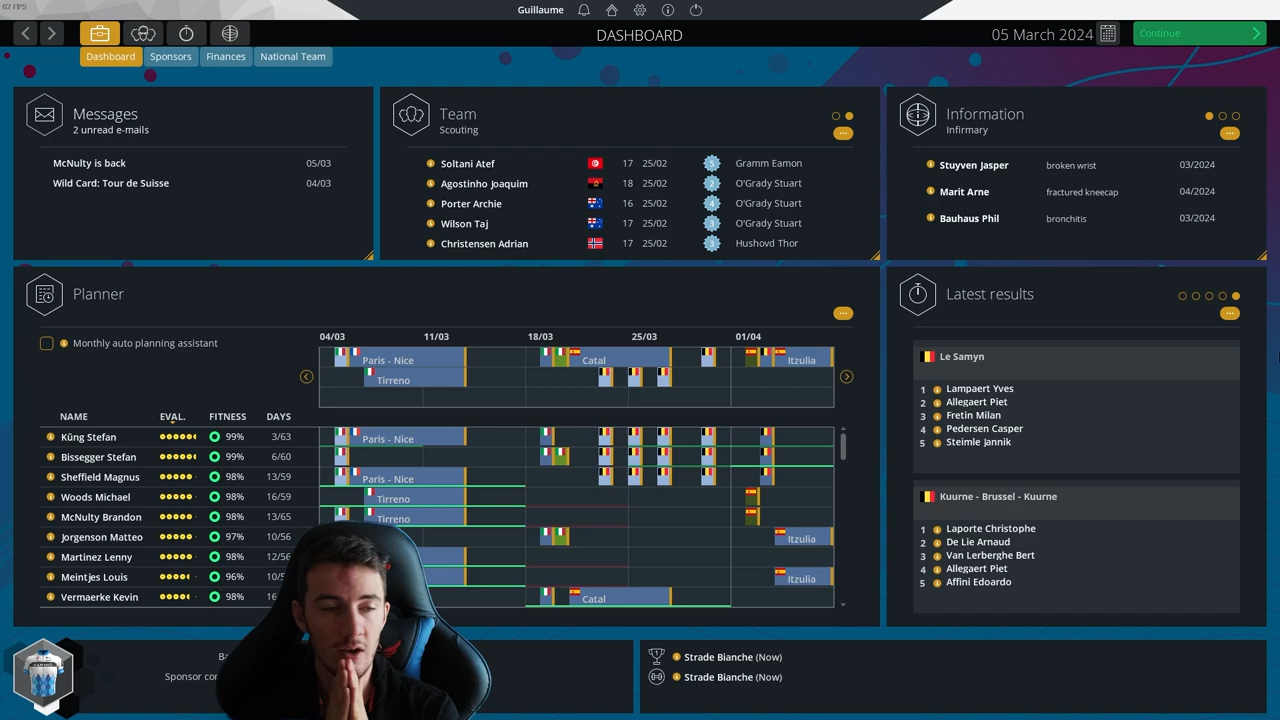 62 FPS
Guillaume
DASHBOARD
05 March 2024
Continue
Dashboard
Sponsors
Finances
National Team
Messages
2 unread e-mails
McNulty is back 05/03
Wild Card: Tour de Suisse 04/03
Team
Scouting
Soltani Atef 17 25/02 5 Gramm Eamon
Agostinho Joaquim 18 25/02 2 O'Grady Stuart
Porter Archie 16 25/02 4 O'Grady Stuart
Wilson Taj 17 25/02 3 O'Grady Stuart
Christensen Adrian 17 25/02 3 Hushovd Thor
Information
Infirmary
Stuyven Jasper broken wrist 03/2024
Marit Arne fractured kneecap 04/2024
Bauhaus Phil bronchitis 03/2024
Planner
Monthly auto planning assistant
04/03 11/03 18/03 25/03 01/04
Paris - Nice Catal Itzulia
Tirreno
NAME EVAL. FITNESS DAYS
Küng Stefan 99% 3/63 Paris - Nice
Bissegger Stefan 99% 6/60
Sheffield Magnus 98% 13/59 Paris - Nice
Woods Michael 98% 16/59 Tirreno
McNulty Brandon 98% 13/65 Tirreno
Jorgenson Matteo 97% 10/56 Itzulia
Martinez Lenny 98% 12/56
Meintjes Louis 96% Itzulia
Vermaerke Kevin 98% Catal
Latest results
Le Samyn
1 Lampaert Yves
2 Allegaert Piet
3 Fretin Milan
4 Pedersen Casper
5 Steimle Jannik
Kuurne - Brussel - Kuurne
1 Laporte Christophe
2 De Lie Arnaud
3 Van Lerberghe Bert
4 Allegaert Piet
5 Affini Edoardo
Sponsor
Strade Bianche (Now)
Strade Bianche (Now)